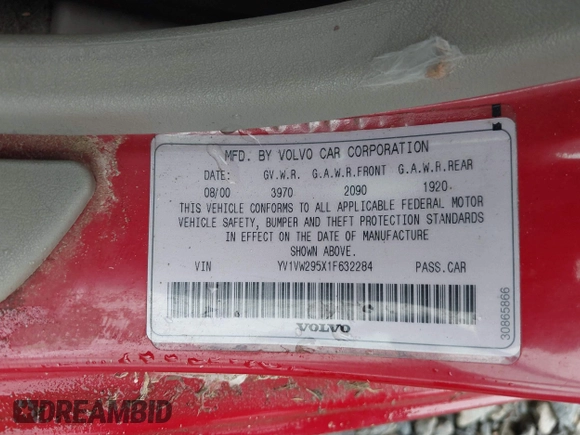 MFD. BY VOLVO CAR CORPORATION
DATE: GV.W.R. G.A.W.R.FRONT G.A.W.R.REAR
08/00 3970 2090 1920
THIS VEHICLE CONFORMS TO ALL APPLICABLE FEDERAL MOTOR
VEHICLE SAFETY, BUMPER AND THEFT PROTECTION STANDARDS
IN EFFECT ON THE DATE OF MANUFACTURE
SHOWN ABOVE.
VIN YV1VW295X1F632284 PASS.CAR
VOLVO
30865866
DREAMBID